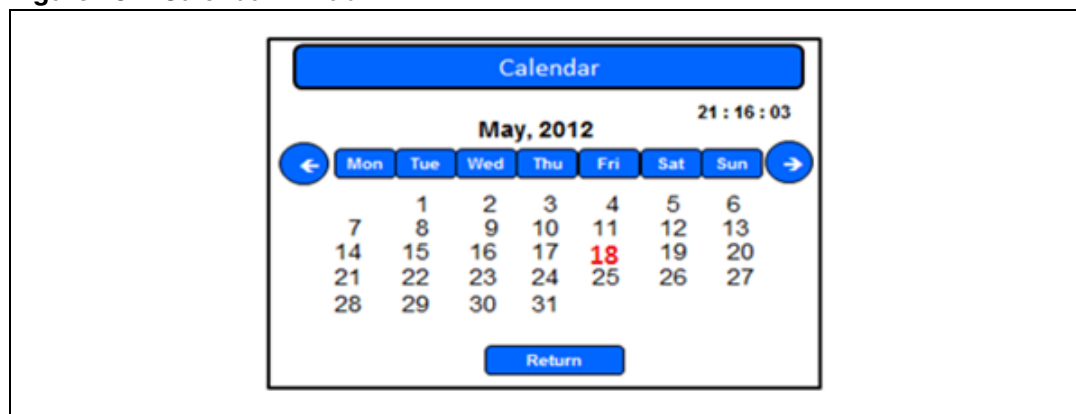 Calendar
21 : 16 : 03
May, 2012
← Mon Tue Wed Thu Fri Sat Sun →
1 2 3 4 5 6
7 8 9 10 11 12 13
14 15 16 17 18 19 20
21 22 23 24 25 26 27
28 29 30 31
Return